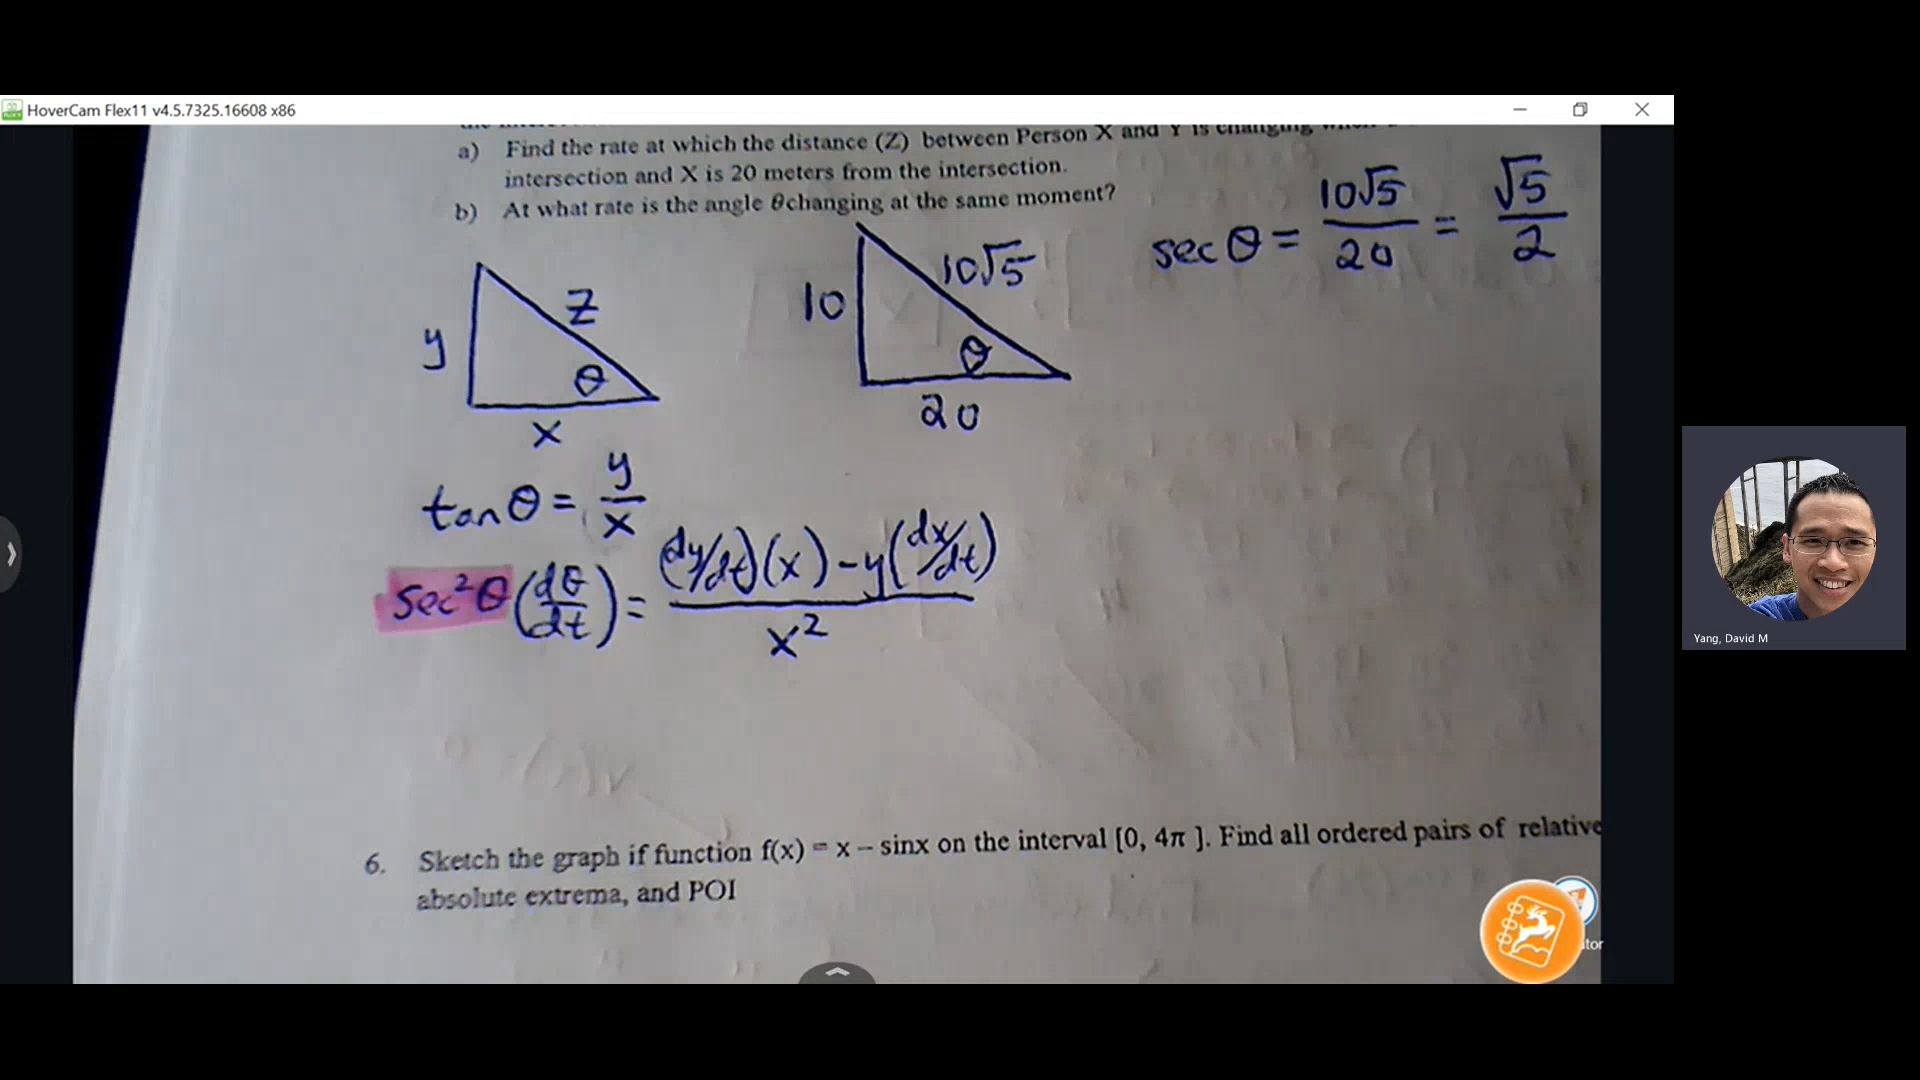 HoverCam Flex11 v4.5.7325.16608 x86
a) Find the rate at which the distance (Z) between Person X and Y is changing
intersection and X is 20 meters from the intersection.
b) At what rate is the angle θchanging at the same moment?
sec θ = 10√5/20 = √5/2
y
z
θ
x
10
10√5
θ
20
tan θ = y/x
sec²θ (dθ/dt) = ((dy/dt)(x) - y(dx/dt))/x²
6. Sketch the graph if function f(x) = x – sinx on the interval [0, 4π ]. Find all ordered pairs of relative
absolute extrema, and POI
Yang, David M